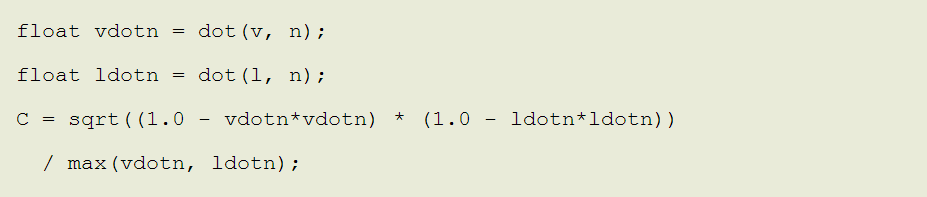 float vdotn = dot(v, n);
float ldotn = dot(l, n);
C = sqrt((1.0 - vdotn*vdotn) * (1.0 - ldotn*ldotn))
/ max(vdotn, ldotn);